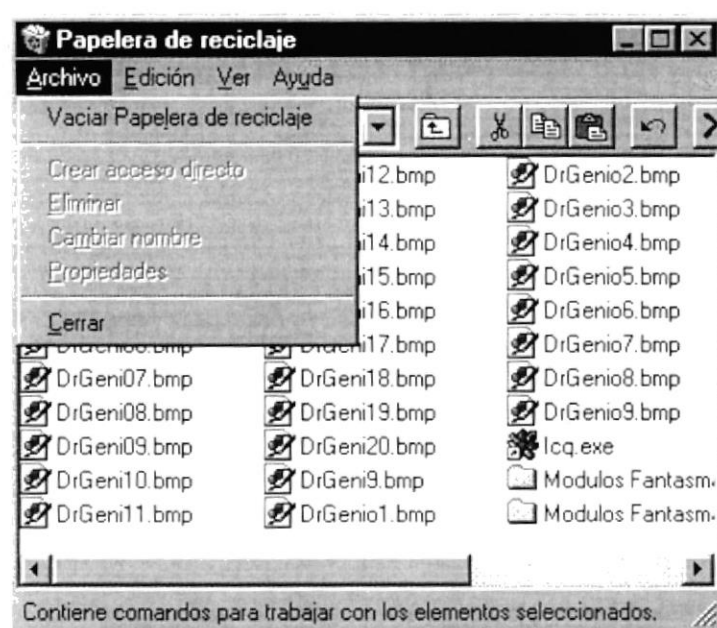 Papelera de reciclaje
Archivo Edición Ver Ayuda
Vaciar Papelera de reciclaje
Crear acceso directo
Eliminar
Cambiar nombre
Propiedades
Cerrar
DrGeni07.bmp
DrGeni08.bmp
DrGeni09.bmp
DrGeni10.bmp
DrGeni11.bmp
i12.bmp
i13.bmp
i14.bmp
i15.bmp
i16.bmp
i17.bmp
DrGeni18.bmp
DrGeni19.bmp
DrGeni20.bmp
DrGeni9.bmp
DrGenio1.bmp
DrGenio2.bmp
DrGenio3.bmp
DrGenio4.bmp
DrGenio5.bmp
DrGenio6.bmp
DrGenio7.bmp
DrGenio8.bmp
DrGenio9.bmp
Icq.exe
Modulos Fantasm
Modulos Fantasm
Contiene comandos para trabajar con los elementos seleccionados.